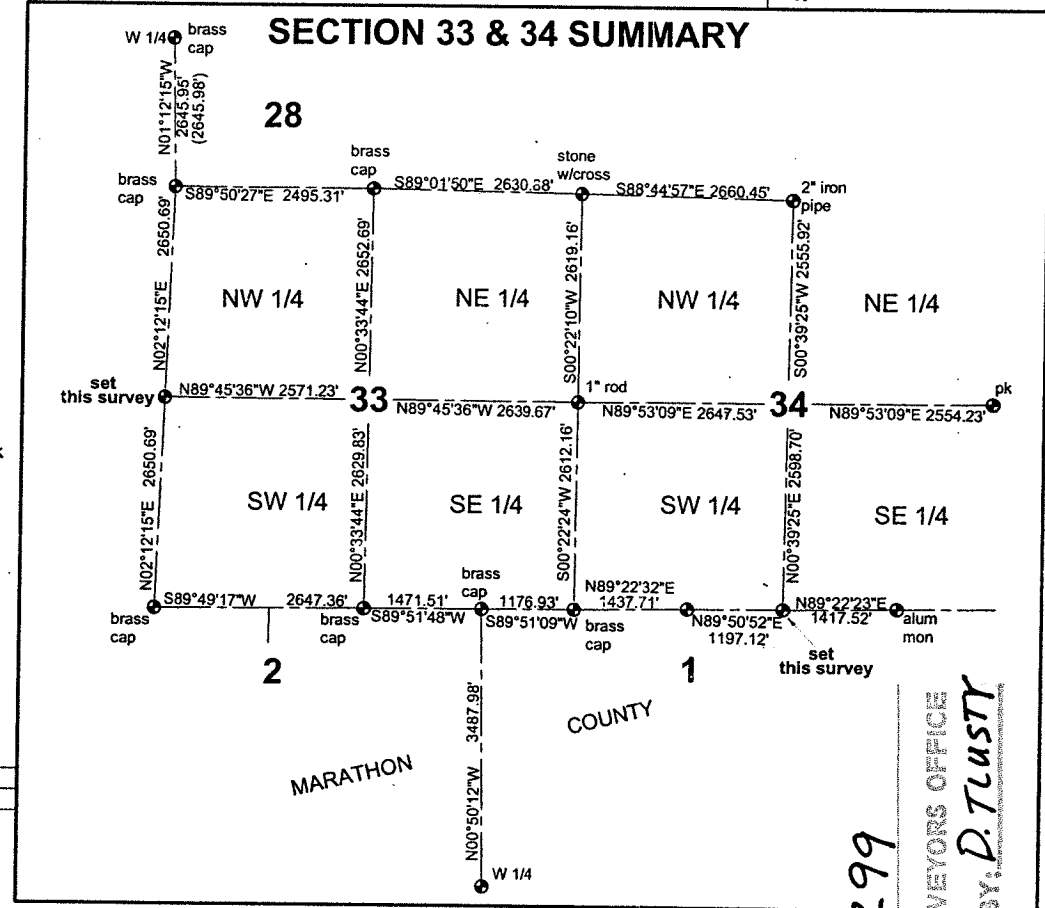 SECTION 33 & 34 SUMMARY
W 1/4
brass
cap
N01°12'15"W
2645.95'
(2645.98')
28
brass
cap
brass
cap
stone
w/cross
2" iron
pipe
S89°50'27"E 2495.31'
S89°01'50"E 2630.68'
S88°44'57"E 2660.45'
N02°12'15"E 2650.69'
N00°33'44"E 2652.69'
S00°22'10"W 2619.16'
S00°39'25"W 2555.92'
NW 1/4
NE 1/4
NW 1/4
NE 1/4
set
this survey
N89°45'36"W 2571.23'
33
N89°45'36"W 2639.67'
1" rod
N89°53'09"E 2647.53'
34
N89°53'09"E 2554.23'
pk
N02°12'15"E 2650.69'
N00°33'44"E 2629.83'
S00°22'24"W 2612.16'
N00°39'25"E 2598.70'
SW 1/4
SE 1/4
SW 1/4
SE 1/4
brass
cap
S89°49'17"W 2647.36'
brass
cap
1471.51'
S89°51'48"W
brass
cap
1176.93'
S89°51'09"W
brass
cap
N89°22'32"E
1437.71'
N89°50'52"E
1197.12'
N89°22'23"E
1417.52'
alum
mon
set
this survey
2
1
N00°50'12"W 3487.98'
W 1/4
MARATHON COUNTY
99
VEYORS OFFICE
BY: D. TLUSTY